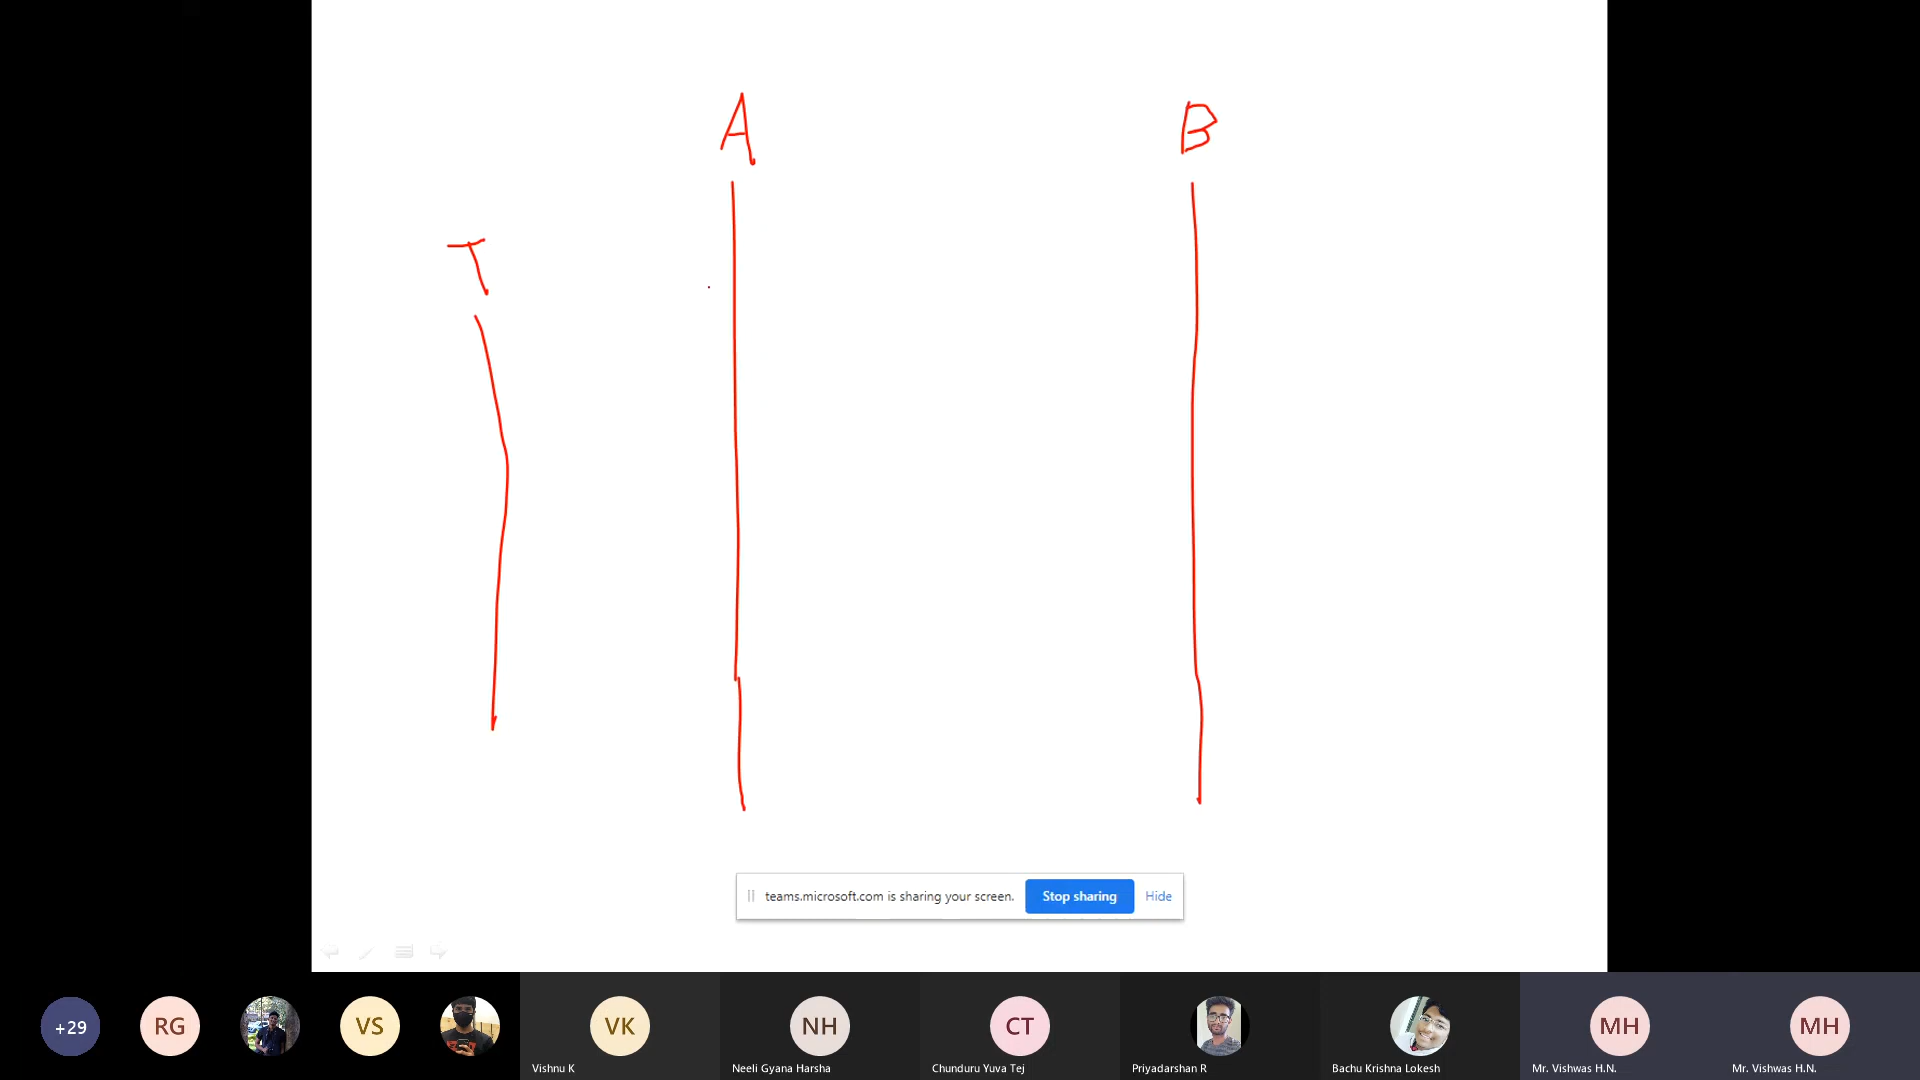 A
B
T
teams.microsoft.com is sharing your screen. Stop sharing Hide
+29 RG VS VK NH CT MH MH
Vishnu K Neeli Gyana Harsha Chunduru Yuva Tej Priyadarshan R Bachu Krishna Lokesh Mr. Vishwas H.N. Mr. Vishwas H.N.